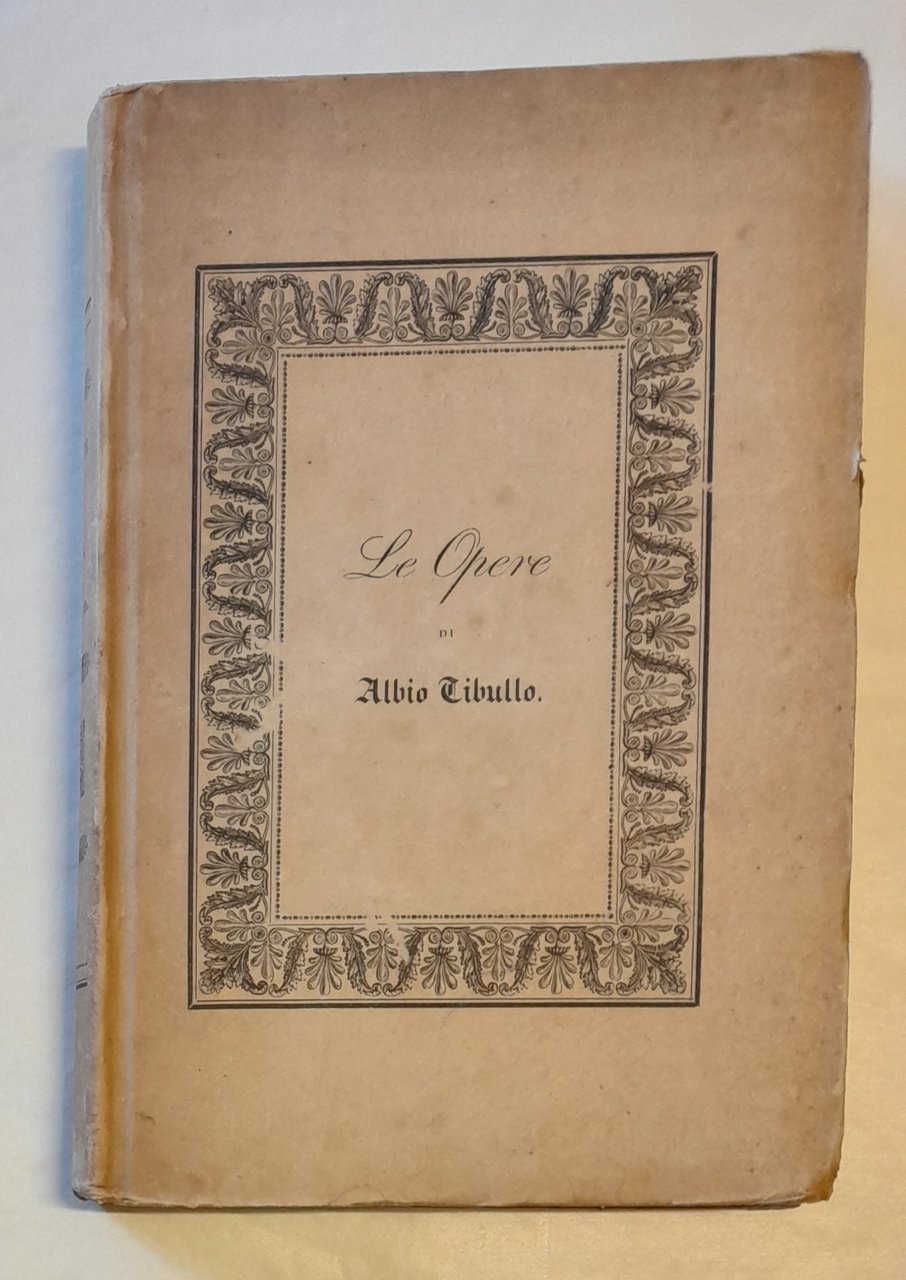 Le Opere
DI
Albio Tibullo.